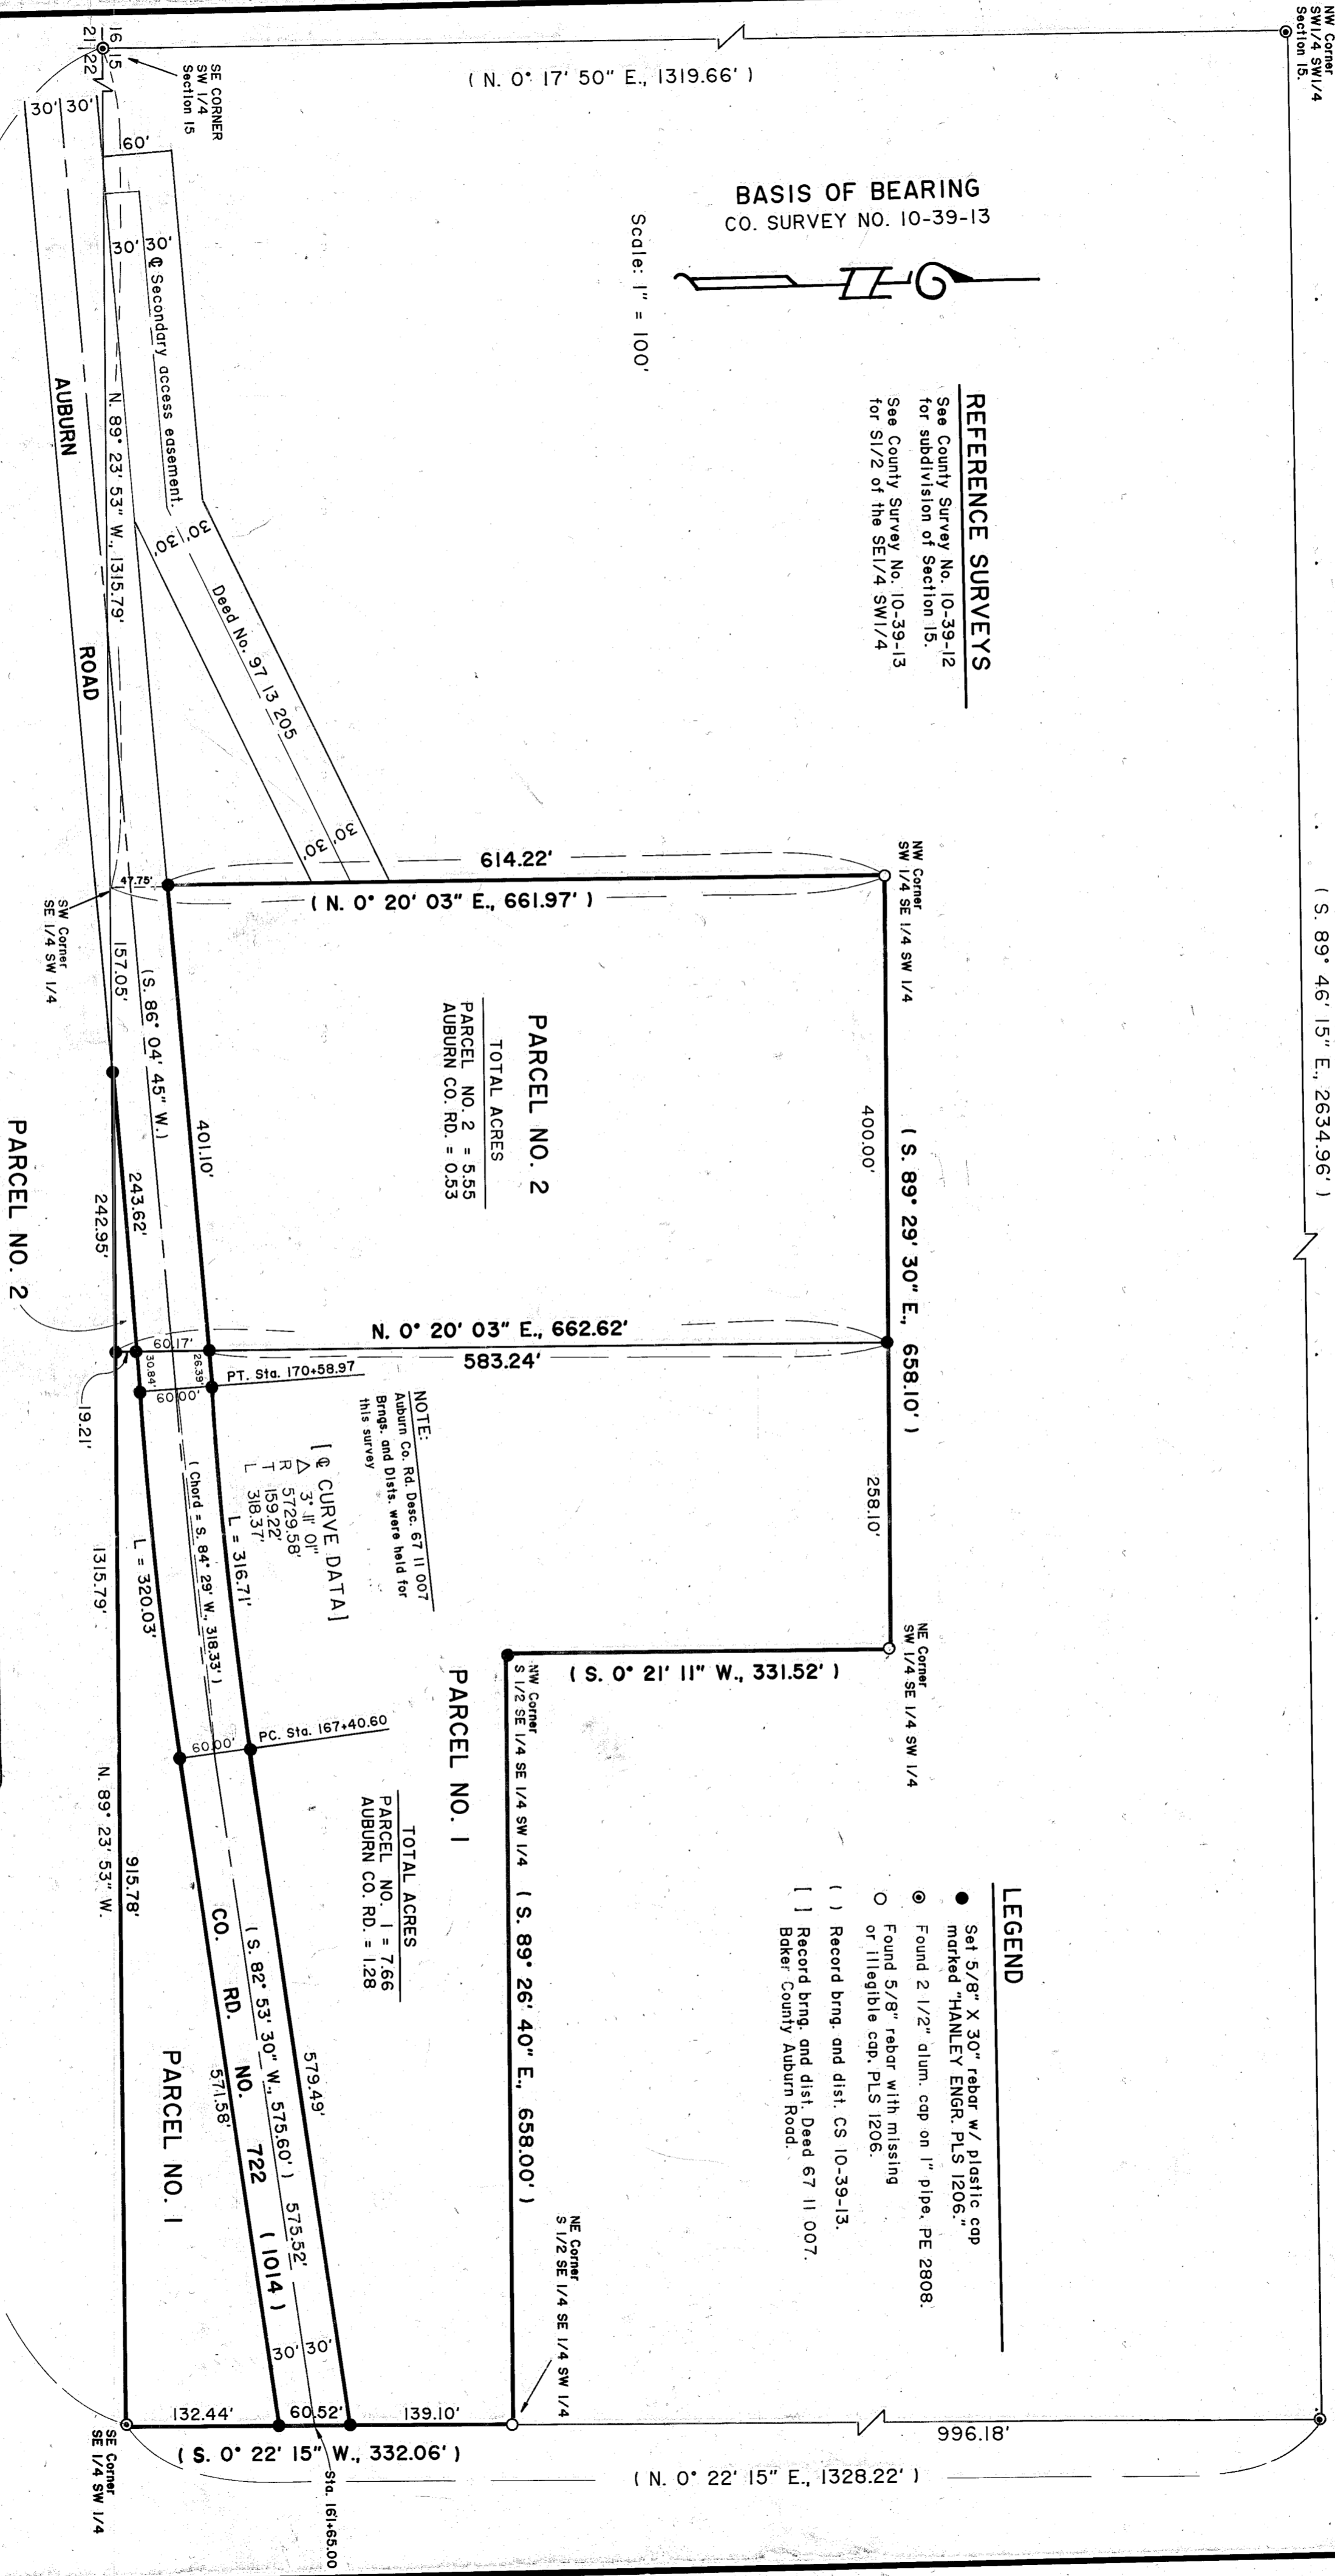 NW Corner
SW1/4 SW1/4
Section 15.
( S. 89° 46' 15" E., 2634.96' )
( N. 0° 17' 50" E., 1319.66' )
16 15
21 22
SE CORNER
SW 1/4
Section 15
BASIS OF BEARING
CO. SURVEY NO. 10-39-13
Scale: 1" = 100'
REFERENCE SURVEYS
See County Survey No. 10-39-12
for subdivision of Section 15.
See County Survey No. 10-39-13
for S1/2 of the SE1/4 SW1/4
LEGEND
● Set 5/8" X 30" rebar w/ plastic cap
marked "HANLEY ENGR. PLS 1206."
Found 2 1/2" alum. cap on 1" pipe, PE 2808.
○ Found 5/8" rebar with missing
or illegible cap, PLS 1206.
( ) Record brng. and dist. CS 10-39-13.
[ ] Record brng. and dist. Deed 67 11 007.
Baker County Auburn Road.
30' 30'
60'
30' 30'
℄ Secondary access easement.
N. 89° 23' 53" W., 1315.79'
AUBURN
ROAD
30' 30'
Deed No. 97 13 205
30' 30'
614.22'
( N. 0° 20' 03" E., 661.97' )
47.75'
SW Corner
SE 1/4 SW 1/4
NW Corner
SW 1/4 SE 1/4 SW 1/4
400.00'
( S. 89° 29' 30" E., 658.10' )
258.10'
NE Corner
SW 1/4 SE 1/4 SW 1/4
PARCEL NO. 2
TOTAL ACRES
PARCEL NO. 2 = 5.55
AUBURN CO. RD. = 0.53
401.10'
(S. 86° 04' 45" W.)
157.05'
243.62'
242.95'
PARCEL NO. 2
N. 0° 20' 03" E., 662.62'
583.24'
60.17'
30.84'
26.39'
60.00'
19.21'
PT. Sta. 170+58.97
NOTE:
Auburn Co. Rd. Desc. 67 11 007
Brngs. and Dists. were held for
this survey
[ ℄ CURVE DATA ]
△ 3° 11' 01"
R 5729.58'
T 159.22'
L 318.37'
L = 316.71'
( Chord = S. 84° 29' W., 318.33' )
L = 320.03'
1315.79'
N. 89° 23' 53" W.
( S. 0° 21' 11" W., 331.52' )
NW Corner
S 1/2 SE 1/4 SE 1/4 SW 1/4
( S. 89° 26' 40" E., 658.00' )
PARCEL NO. 1
PC. Sta. 167+40.60
60.00'
TOTAL ACRES
PARCEL NO. 1 = 7.66
AUBURN CO. RD. = 1.28
579.49'
( S. 82° 53' 30" W., 575.60' ) 575.52'
CO. RD. NO. 722 ( 1014 )
571.58'
915.78'
PARCEL NO. 1
30' 30'
NE Corner
S 1/2 SE 1/4 SE 1/4 SW 1/4
132.44'
60.52'
139.10'
996.18'
( S. 0° 22' 15" W., 332.06' )
( N. 0° 22' 15" E., 1328.22' )
Sta. 161+65.00
SE Corner
SE 1/4 SW 1/4